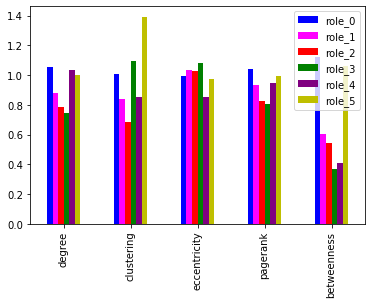 1.4
1.2
1.0
0.8
0.6
0.4
0.2
0.0
role_0
role_1
role_2
role_3
role_4
role_5
degree
clustering
eccentricity
pagerank
betweenness